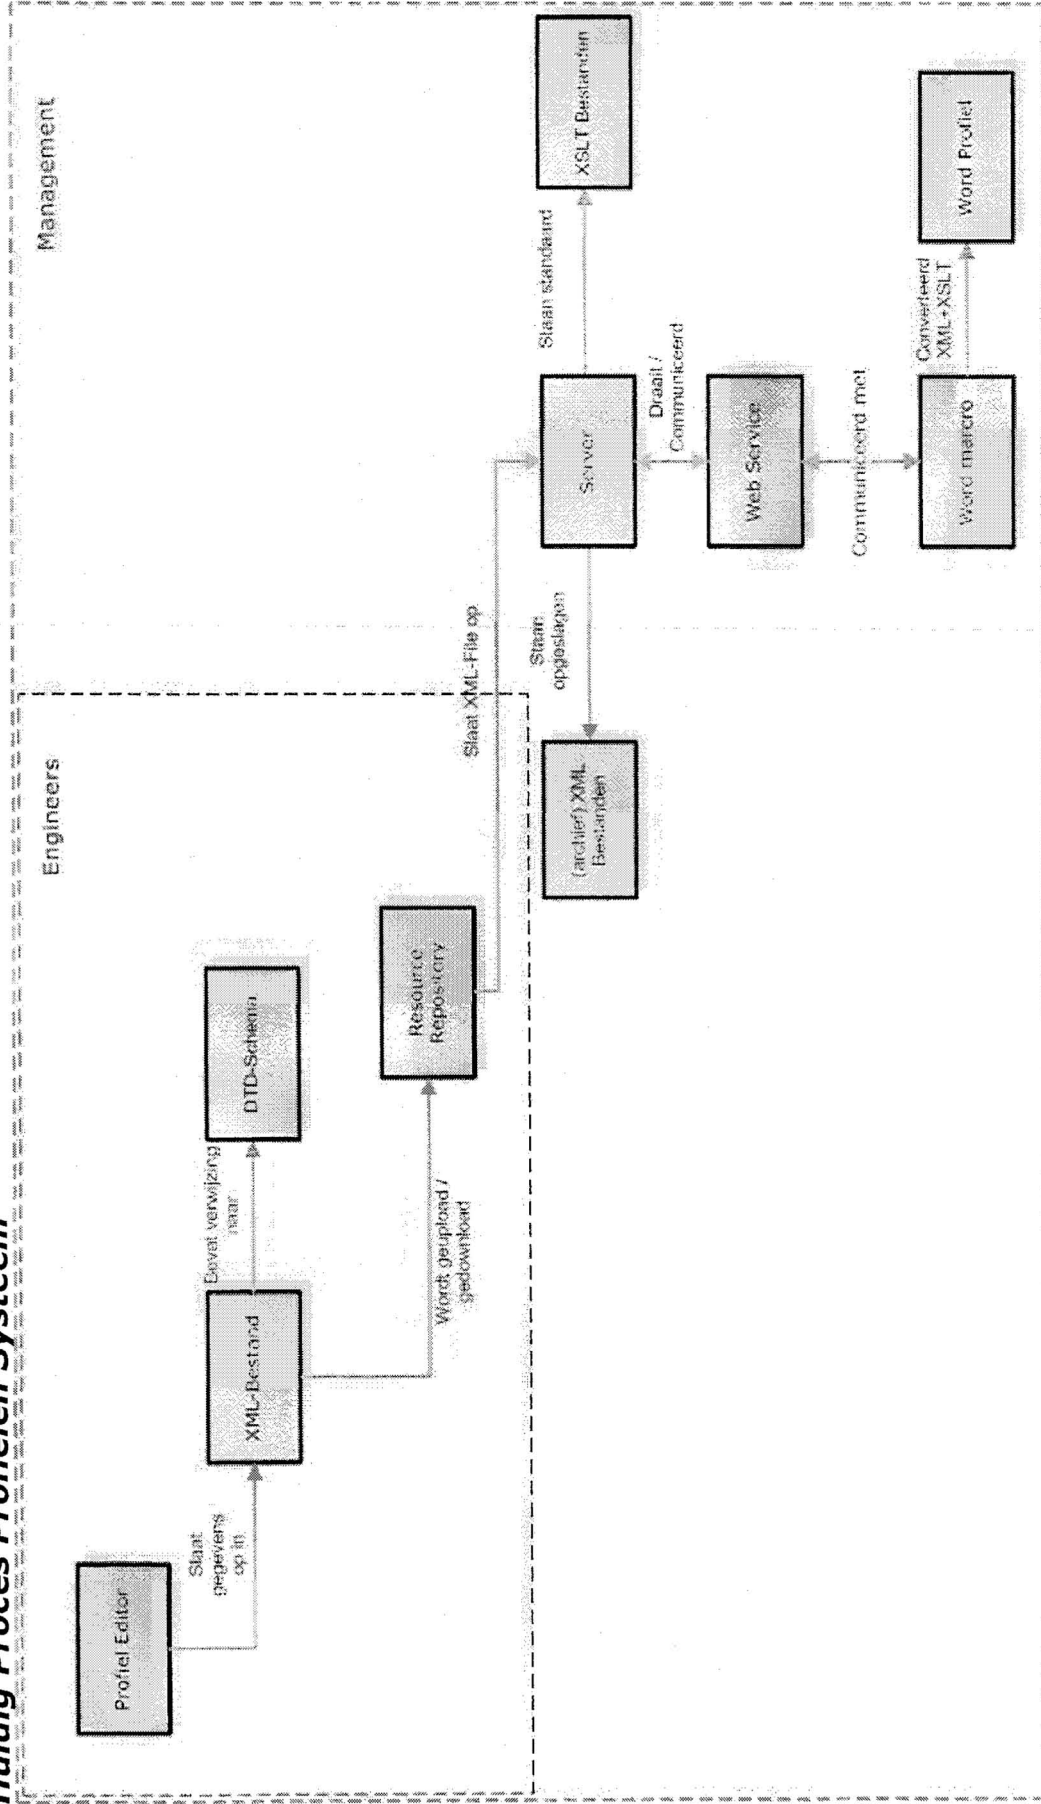 Proces Profielen Systeem
Engineers
Management
Profiel Editor
Slaat
gegevens
op in
XML-Bestand
Bevat verwijzing
naar
DTD-Schema
Wordt geupload /
gedownload
Resource
Repository
Slaat XML-File op
Server
Staan standaard
XSLT Bestanden
Staan
opgeslagen
(archief) XML
Bestanden
Draait /
Communiceerd
Web Service
Communiceerd met
Word marcro
Converteerd
XML+XSLT
Word Profiel